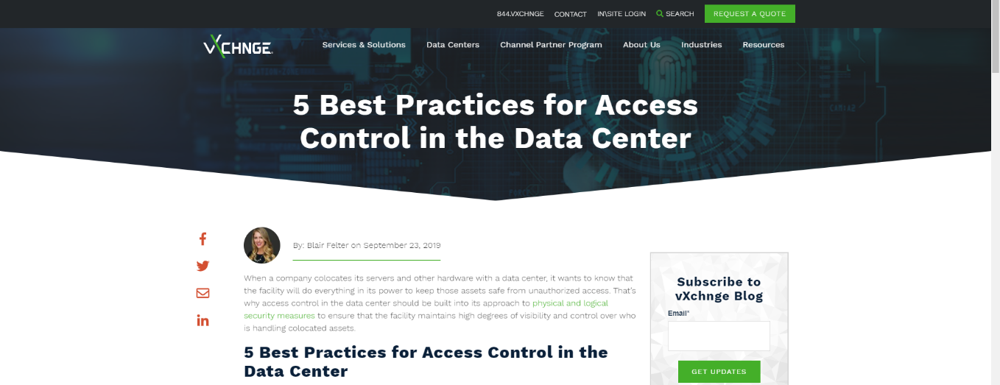 844.VXCHNGE CONTACT IN\SITE LOGIN SEARCH REQUEST A QUOTE
vXCHNGE Services & Solutions Data Centers Channel Partner Program About Us Industries Resources
5 Best Practices for Access
Control in the Data Center
By: Blair Felter on September 23, 2019
When a company colocates its servers and other hardware with a data center, it wants to know that
the facility will do everything in its power to keep those assets safe from unauthorized access. That's
why access control in the data center should be built into its approach to physical and logical
security measures to ensure that the facility maintains high degrees of visibility and control over who
is handling colocated assets.
5 Best Practices for Access Control in the
Data Center
Subscribe to
vXchnge Blog
Email*
GET UPDATES